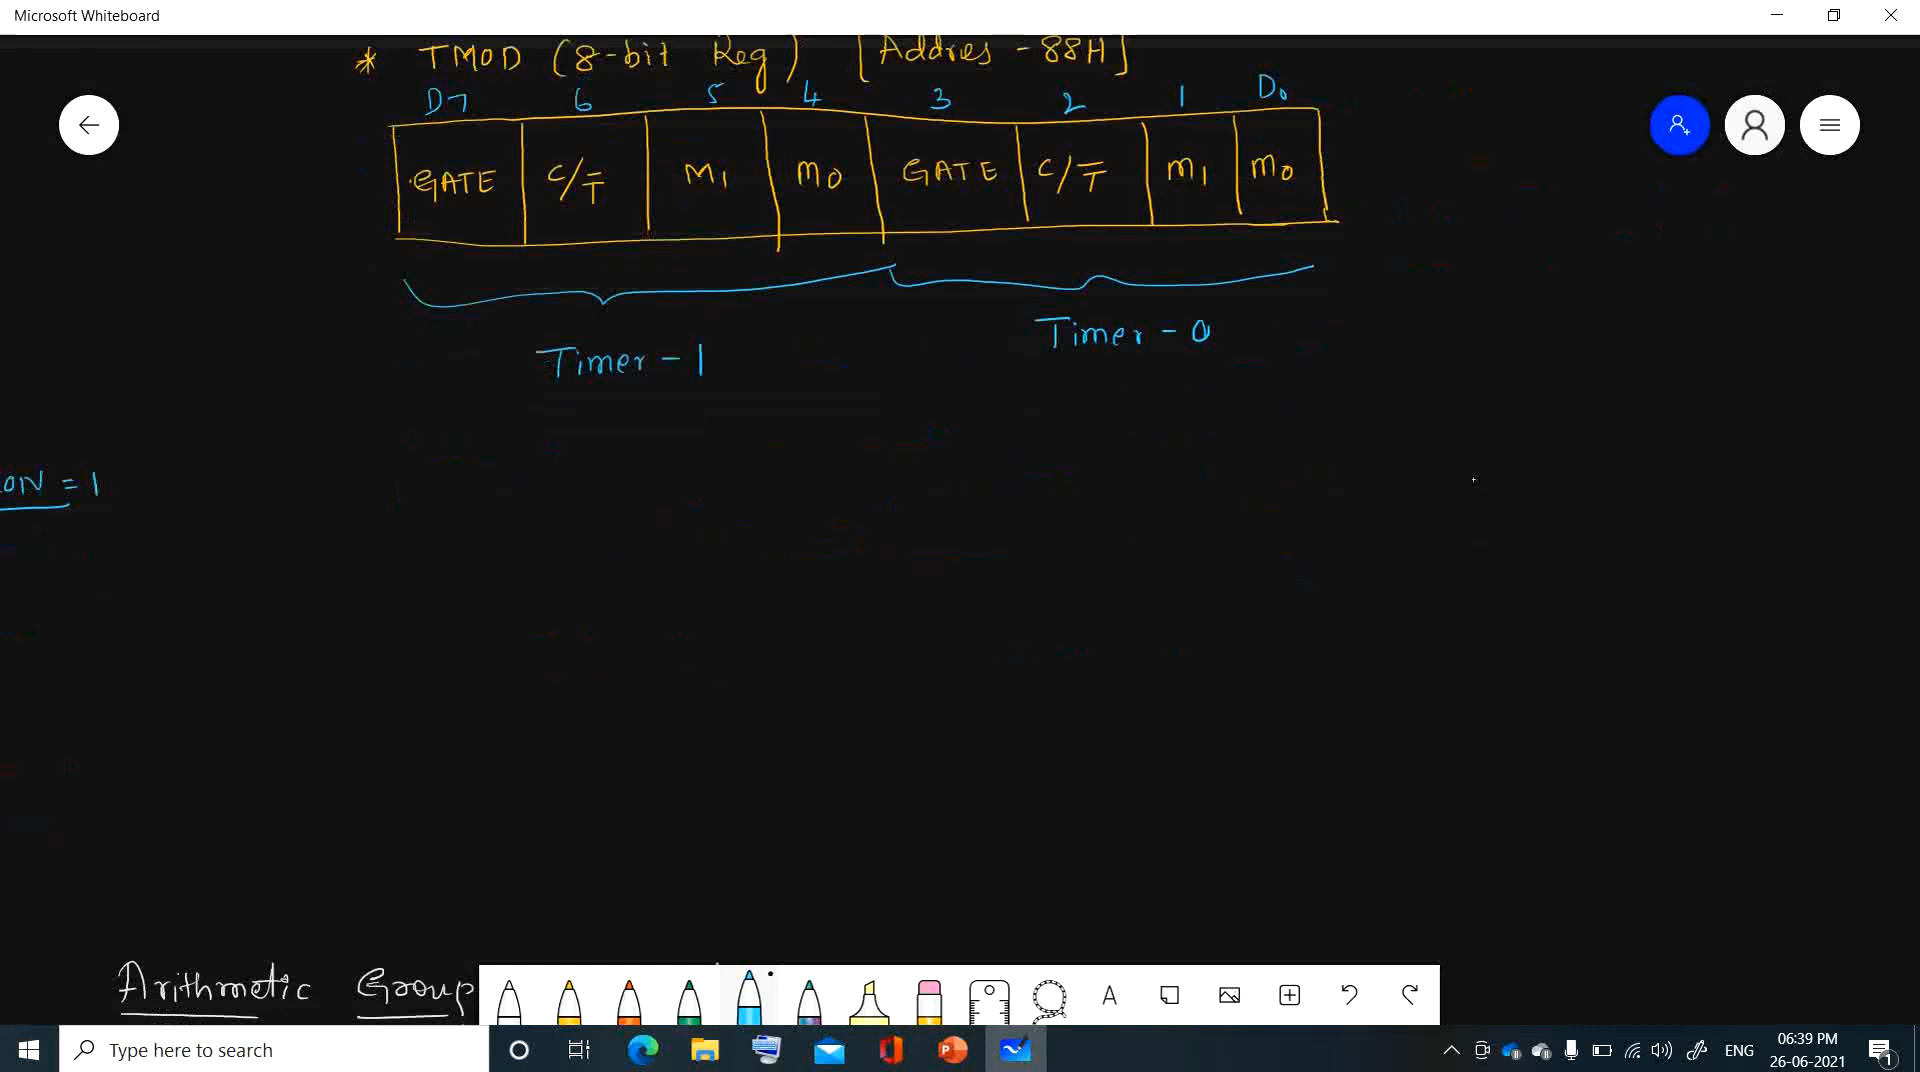 Microsoft Whiteboard
* TMOD (8-bit Reg) [Addres - 88H]
D7 6 5 4 3 2 1 D0
GATE C/T̅ M1 M0 GATE C/T̅ M1 M0
Timer - 1
Timer - 0
ON = 1
Arithmetic Group
A
Type here to search
ENG
06:39 PM
26-06-2021
1